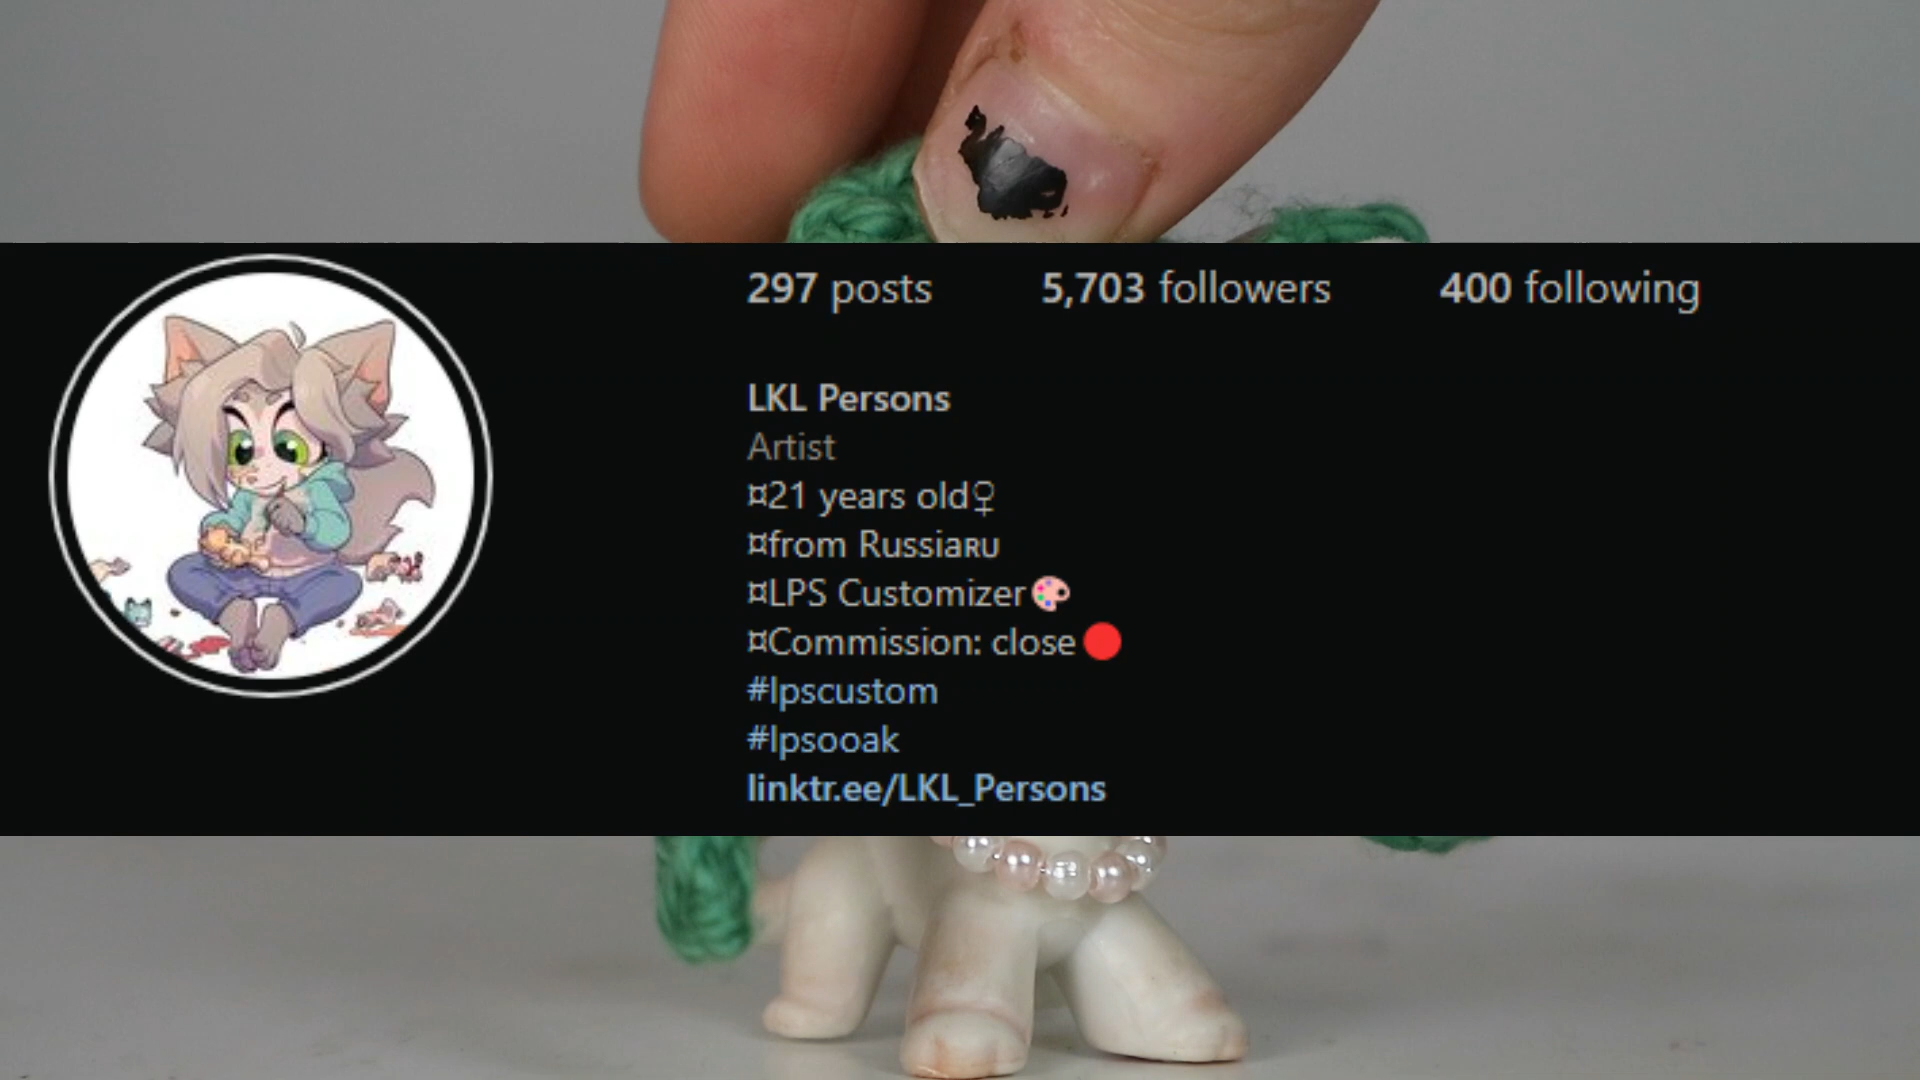 297 posts 5,703 followers 400 following
LKL Persons
Artist
¤21 years old♀
¤from Russiaʀᴜ
¤LPS Customizer🎨
¤Commission: close🔴
#lpscustom
#lpsooak
linktr.ee/LKL_Persons